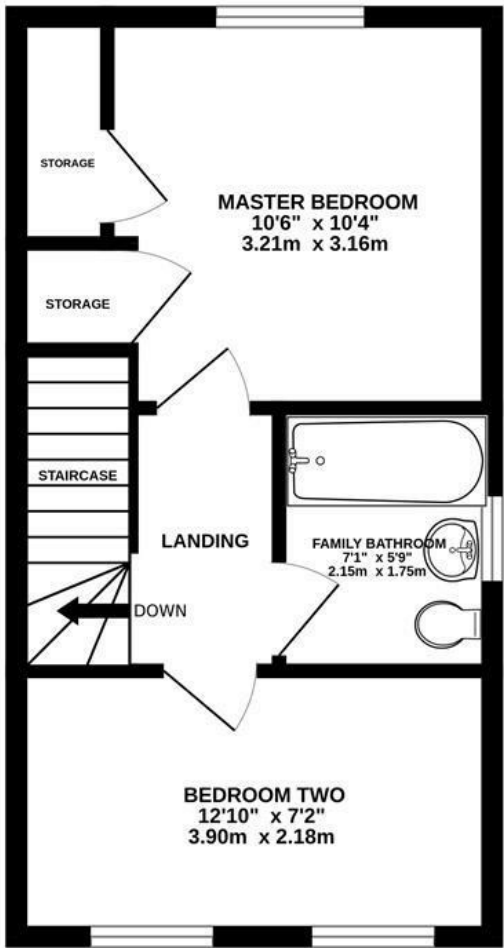 STORAGE
MASTER BEDROOM
10'6" x 10'4"
3.21m x 3.16m
STORAGE
STAIRCASE
LANDING
FAMILY BATHROOM
7'1" x 5'9"
2.15m x 1.75m
DOWN
BEDROOM TWO
12'10" x 7'2"
3.90m x 2.18m